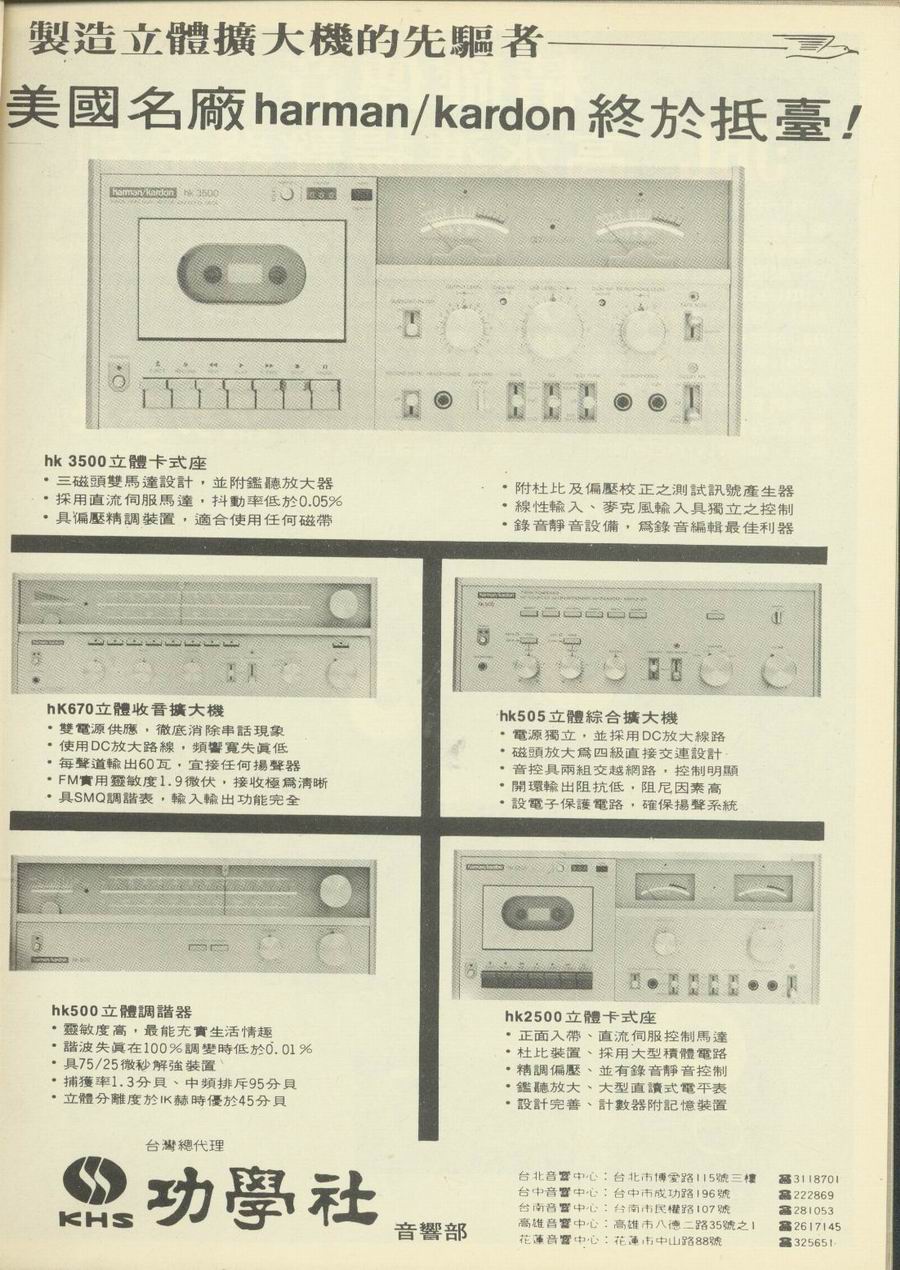 製造立體擴大機的先驅者
美國名廠harman/kardon終於抵臺!
harman/kardon hk 3500
hk 3500立體卡式座
• 三磁頭雙馬達設計，並附鑑聽放大器
• 採用直流伺服馬達，抖動率低於0.05%
• 具偏壓精調裝置，適合使用任何磁帶
• 附杜比及偏壓校正之測試訊號產生器
• 線性輸入、麥克風輸入具獨立之控制
• 錄音靜音設備，爲錄音編輯最佳利器
hK670立體收音擴大機
• 雙電源供應，徹底消除串話現象
• 使用DC放大路線，頻響寬失眞低
• 每聲道輸出60瓦，宜接任何揚聲器
• FM實用靈敏度1.9微伏，接收極爲清晰
• 具SMQ調諧表，輸入輸出功能完全
harman/kardon
hk505立體綜合擴大機
• 電源獨立，並採用DC放大線路
• 磁頭放大爲四級直接交連設計
• 音控具兩組交越網路，控制明顯
• 開環輸出阻抗低，阻尼因素高
• 設電子保護電路，確保揚聲系統
hk500立體調諧器
• 靈敏度高，最能充實生活情趣
• 諧波失眞在100%調變時低於0.01%
• 具75/25微秒解強裝置
• 捕獲率1.3分貝、中頻排斥95分貝
• 立體分離度於1K赫時優於45分貝
hk2500立體卡式座
• 正面入帶、直流伺服控制馬達
• 杜比裝置、採用大型積體電路
• 精調偏壓、並有錄音靜音控制
• 鑑聽放大、大型直讀式電平表
• 設計完善、計數器附記憶裝置
台灣總代理
KHS 功學社 音響部
台北音響中心：台北市博愛路115號三樓 ☎3118701
台中音響中心：台中市成功路196號 ☎222869
台南音響中心：台南市民權路107號 ☎281053
高雄音響中心：高雄市八德二路35號之1 ☎2617145
花蓮音響中心：花蓮市中山路88號 ☎325651